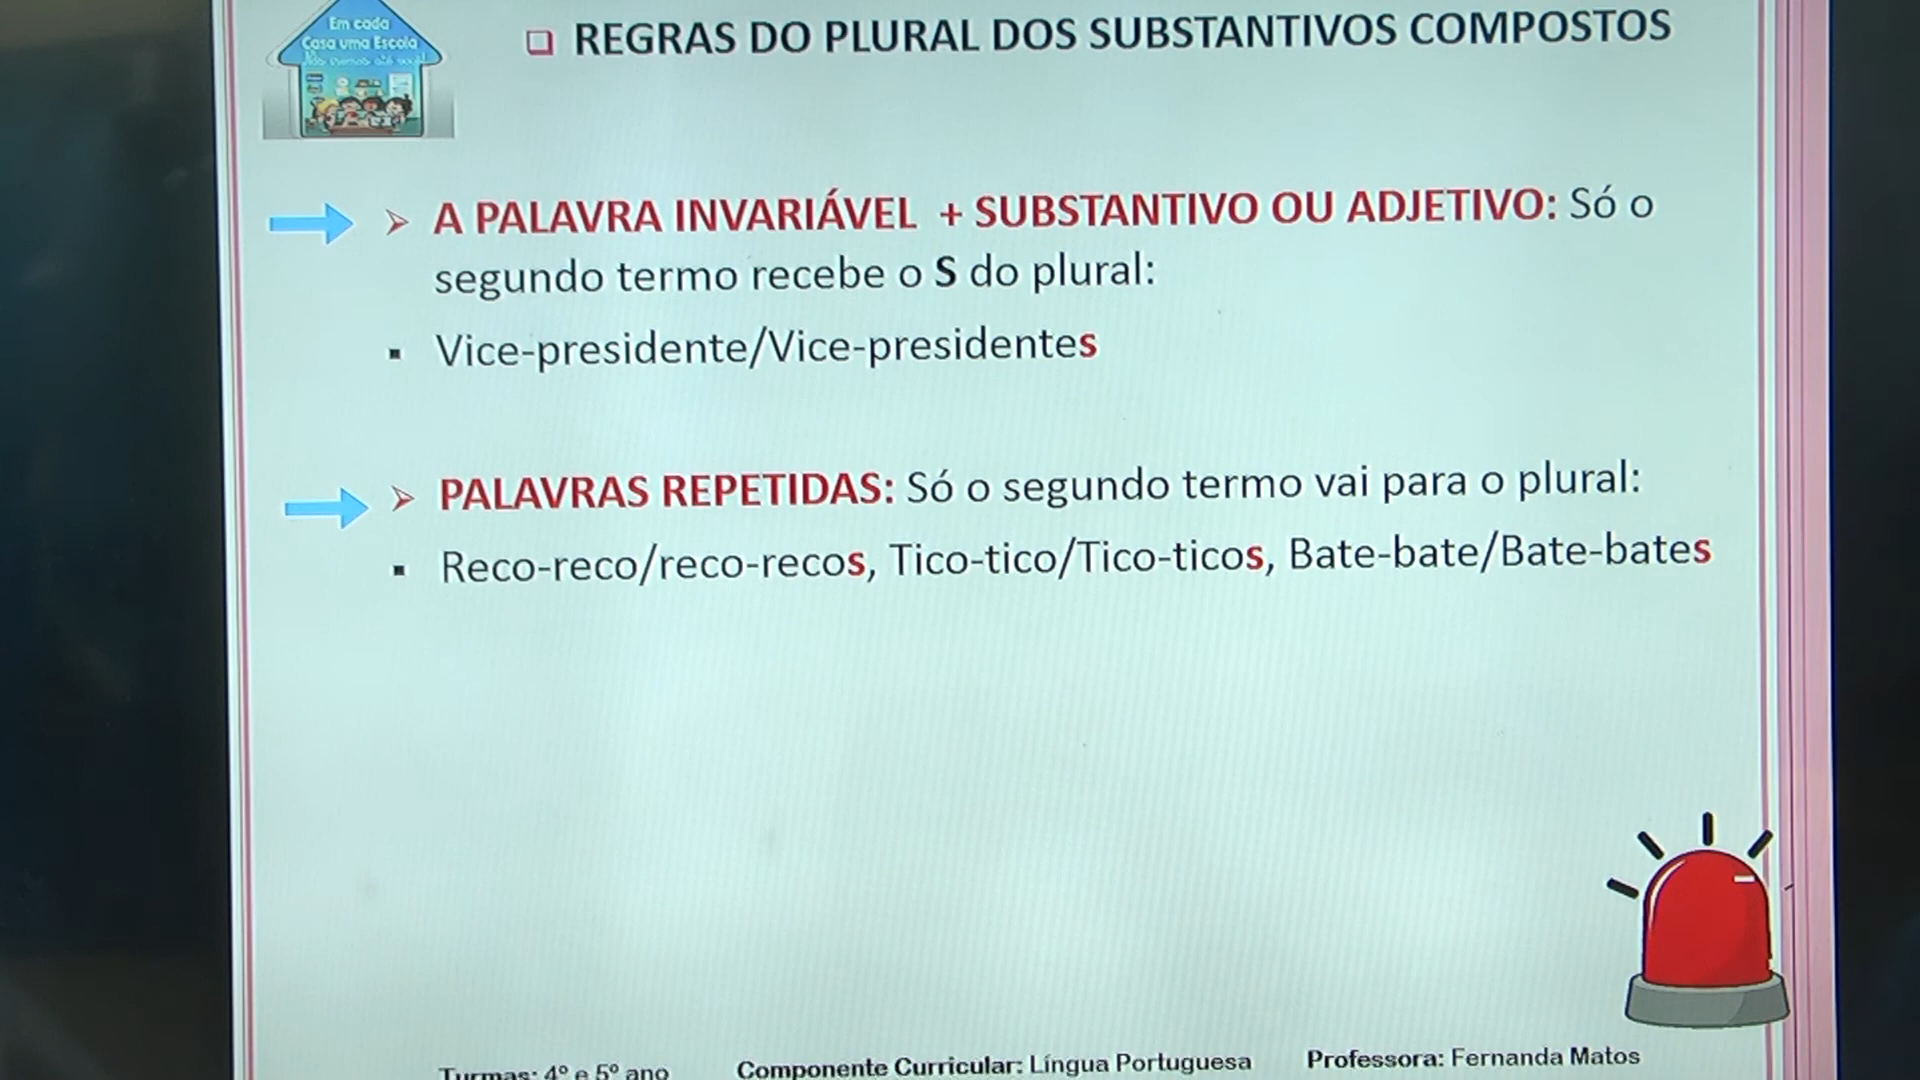 Em cada
Casa uma Escola
REGRAS DO PLURAL DOS SUBSTANTIVOS COMPOSTOS
A PALAVRA INVARIÁVEL + SUBSTANTIVO OU ADJETIVO: Só o
segundo termo recebe o S do plural:
Vice-presidente/Vice-presidentes
PALAVRAS REPETIDAS: Só o segundo termo vai para o plural:
Reco-reco/reco-recos, Tico-tico/Tico-ticos, Bate-bate/Bate-bates
Turmas: 4º e 5º ano Componente Curricular: Língua Portuguesa Professora: Fernanda Matos